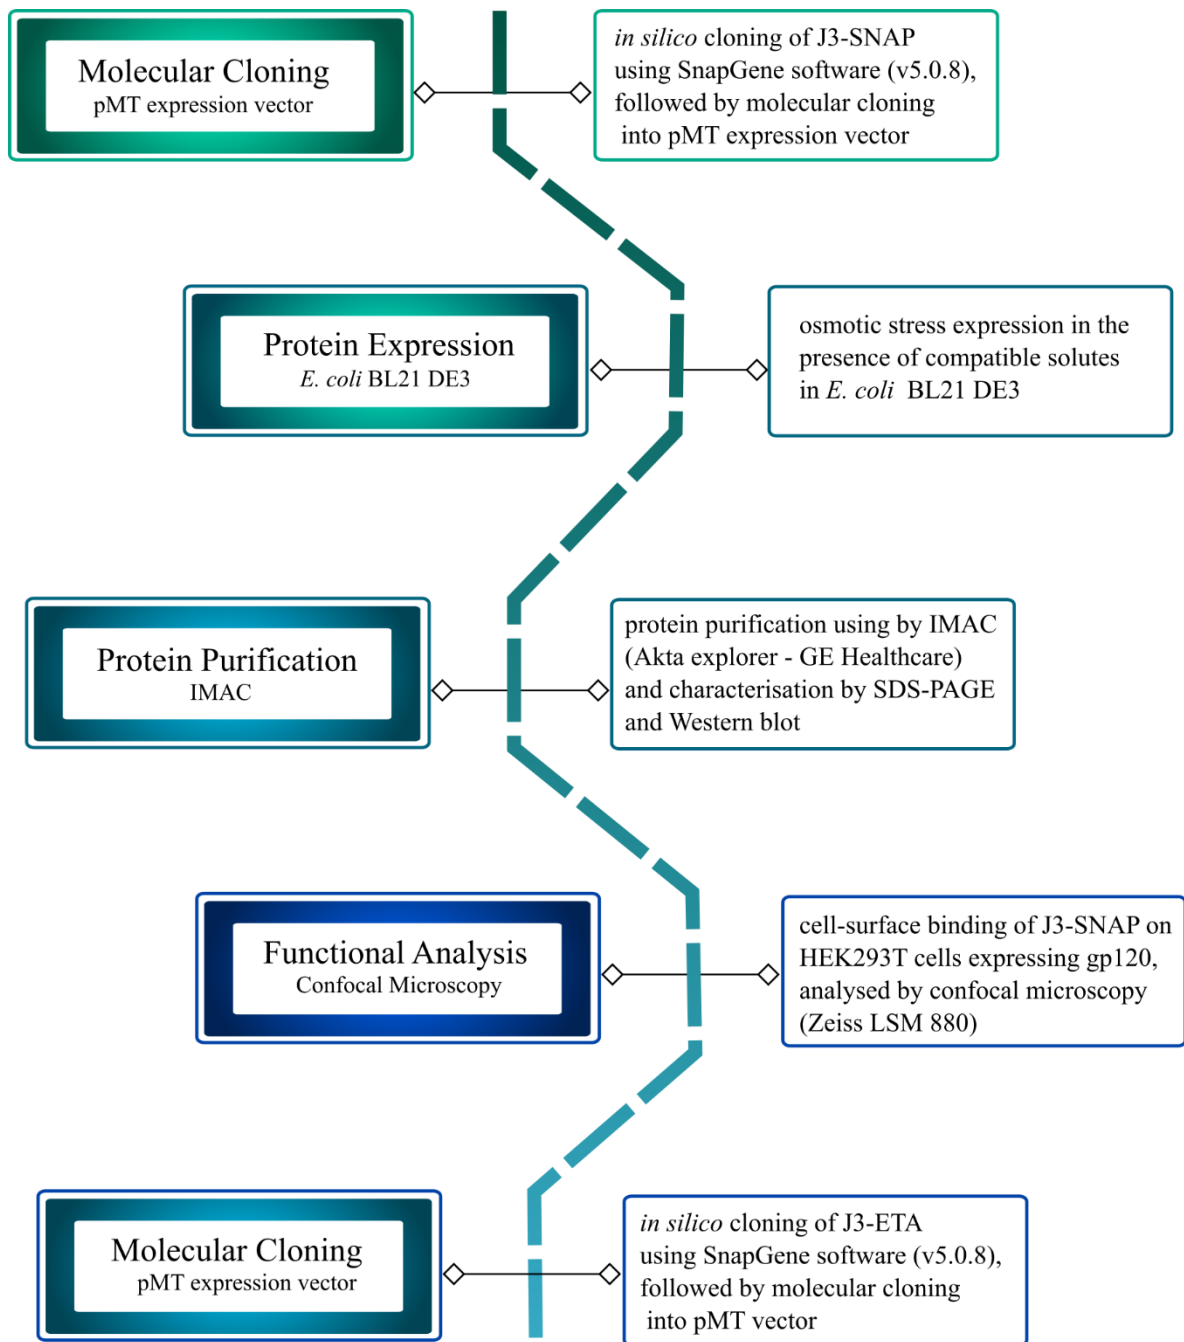 Molecular Cloning
pMT expression vector
in silico cloning of J3-SNAP
using SnapGene software (v5.0.8),
followed by molecular cloning
into pMT expression vector
Protein Expression
E. coli BL21 DE3
osmotic stress expression in the
presence of compatible solutes
in E. coli BL21 DE3
Protein Purification
IMAC
protein purification using by IMAC
(Akta explorer - GE Healthcare)
and characterisation by SDS-PAGE
and Western blot
Functional Analysis
Confocal Microscopy
cell-surface binding of J3-SNAP on
HEK293T cells expressing gp120,
analysed by confocal microscopy
(Zeiss LSM 880)
Molecular Cloning
pMT expression vector
in silico cloning of J3-ETA
using SnapGene software (v5.0.8),
followed by molecular cloning
into pMT vector